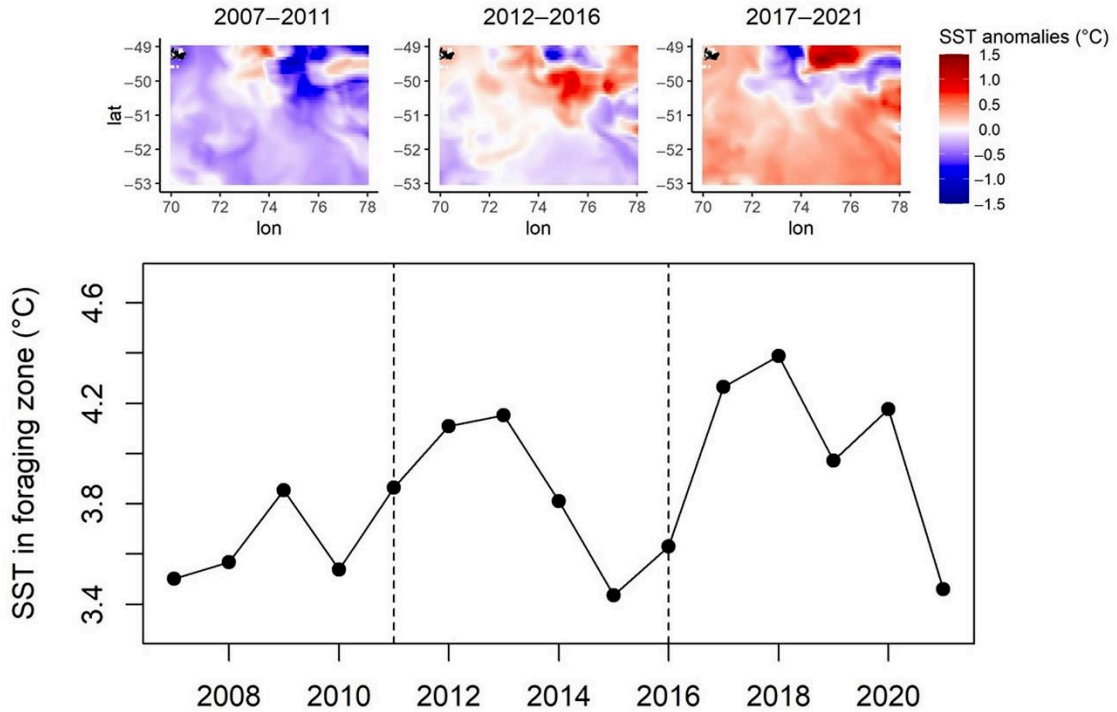 2007–2011 2012–2016 2017–2021
SST anomalies (°C)
lat
−49
−50
−51
−52
−53
70 72 74 76 78
lon
−49
−50
−51
−52
−53
70 72 74 76 78
lon
−49
−50
−51
−52
−53
70 72 74 76 78
lon
1.5
1.0
0.5
0.0
−0.5
−1.0
−1.5
SST in foraging zone (°C)
4.6
4.2
3.8
3.4
2008 2010 2012 2014 2016 2018 2020